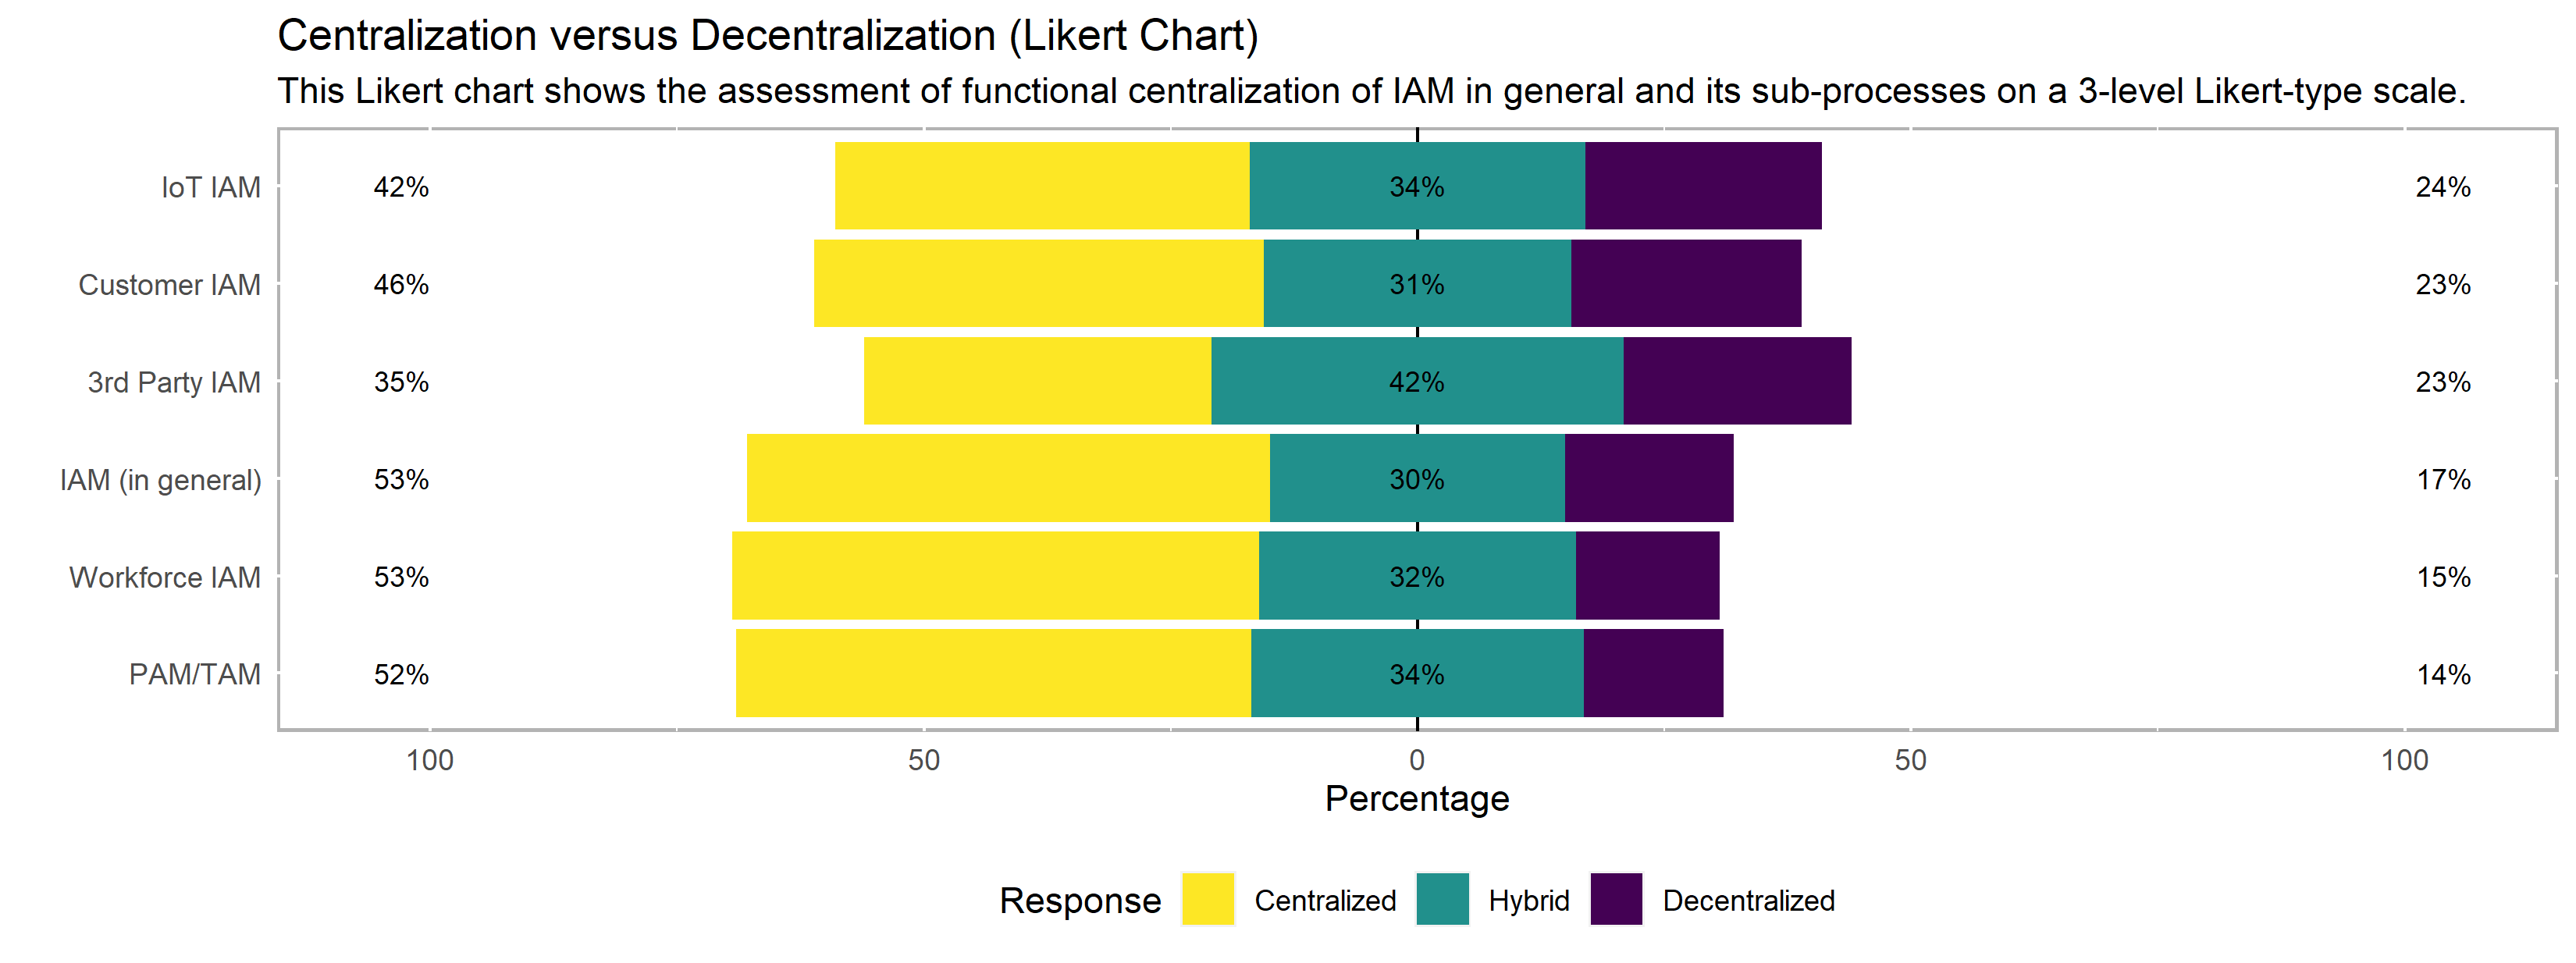 Centralization versus Decentralization (Likert Chart)
This Likert chart shows the assessment of functional centralization of IAM in general and its sub-processes on a 3-level Likert-type scale.
IoT IAM 42% 34% 24%
Customer IAM 46% 31% 23%
3rd Party IAM 35% 42% 23%
IAM (in general) 53% 30% 17%
Workforce IAM 53% 32% 15%
PAM/TAM 52% 34% 14%
100 50 0 50 100
Percentage
Response Centralized Hybrid Decentralized